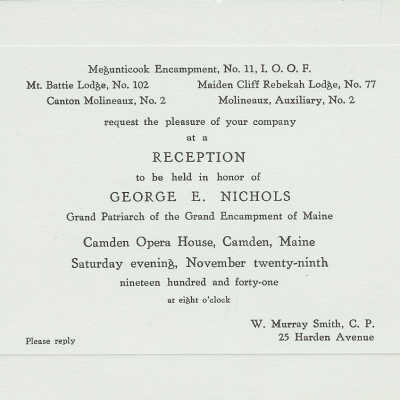 Megunticook Encampment, No. 11, I. O. O. F.
Mt. Battie Lodge, No. 102 Maiden Cliff Rebekah Lodge, No. 77
Canton Molineaux, No. 2 Molineaux, Auxiliary, No. 2
request the pleasure of your company
at a
RECEPTION
to be held in honor of
GEORGE E. NICHOLS
Grand Patriarch of the Grand Encampment of Maine
Camden Opera House, Camden, Maine
Saturday evening, November twenty-ninth
nineteen hundred and forty-one
at eight o'clock
W. Murray Smith, C. P.
Please reply 25 Harden Avenue